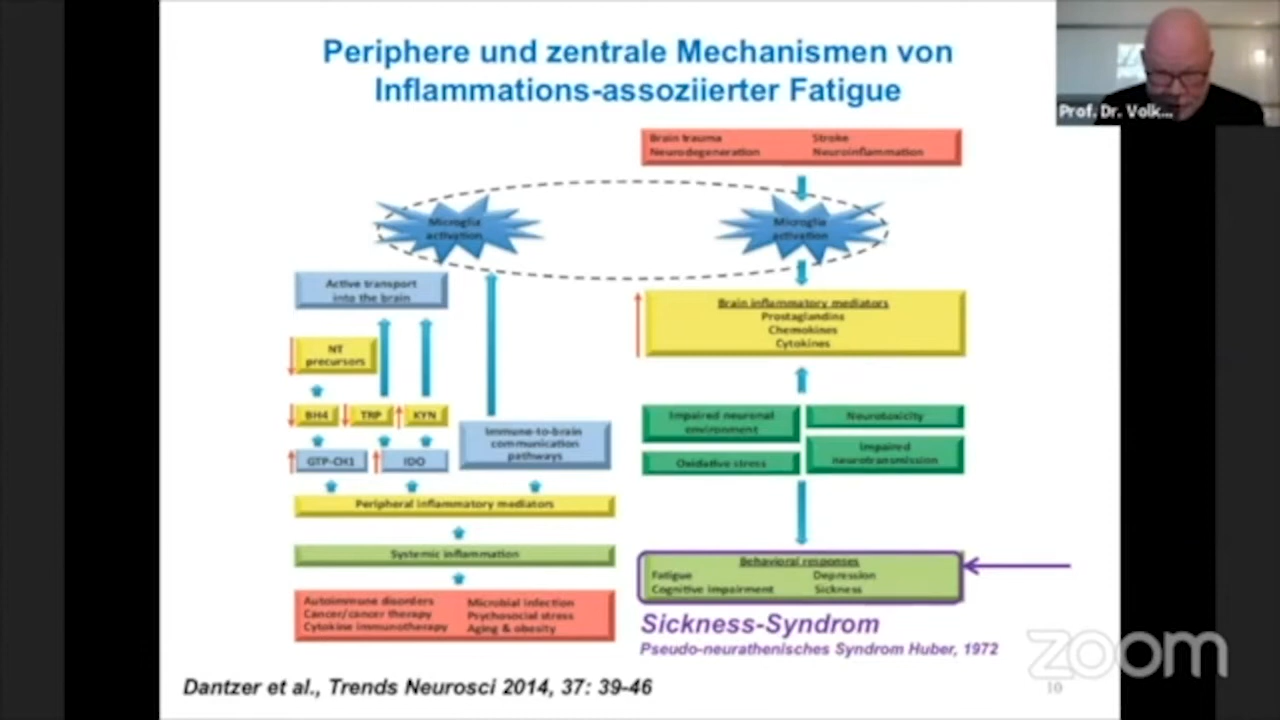 Periphere und zentrale Mechanismen von
Inflammations-assoziierter Fatigue
Prof. Dr. Volk...
Brain trauma Stroke
Neurodegeneration Neuroinflammation
Microglia
activation
Microglia
activation
Active transport
into the brain
Brain inflammatory mediators
Prostaglandins
Chemokines
Cytokines
NT
precursors
BH4 TRP KYN
Impaired neuronal
environment
Neurotoxicity
Immune-to-brain
communication
pathways
Impaired
neurotransmission
GTP-CH1 IDO
Oxidative stress
Peripheral inflammatory mediators
Systemic inflammation
Behavioral responses
Fatigue Depression
Cognitive impairment Sickness
Autoimmune disorders Microbial infection
Cancer/cancer therapy Psychosocial stress
Cytokine immunotherapy Aging & obesity
Sickness-Syndrom
Pseudo-neurathenisches Syndrom Huber, 1972
zoom
Dantzer et al., Trends Neurosci 2014, 37: 39-46
10